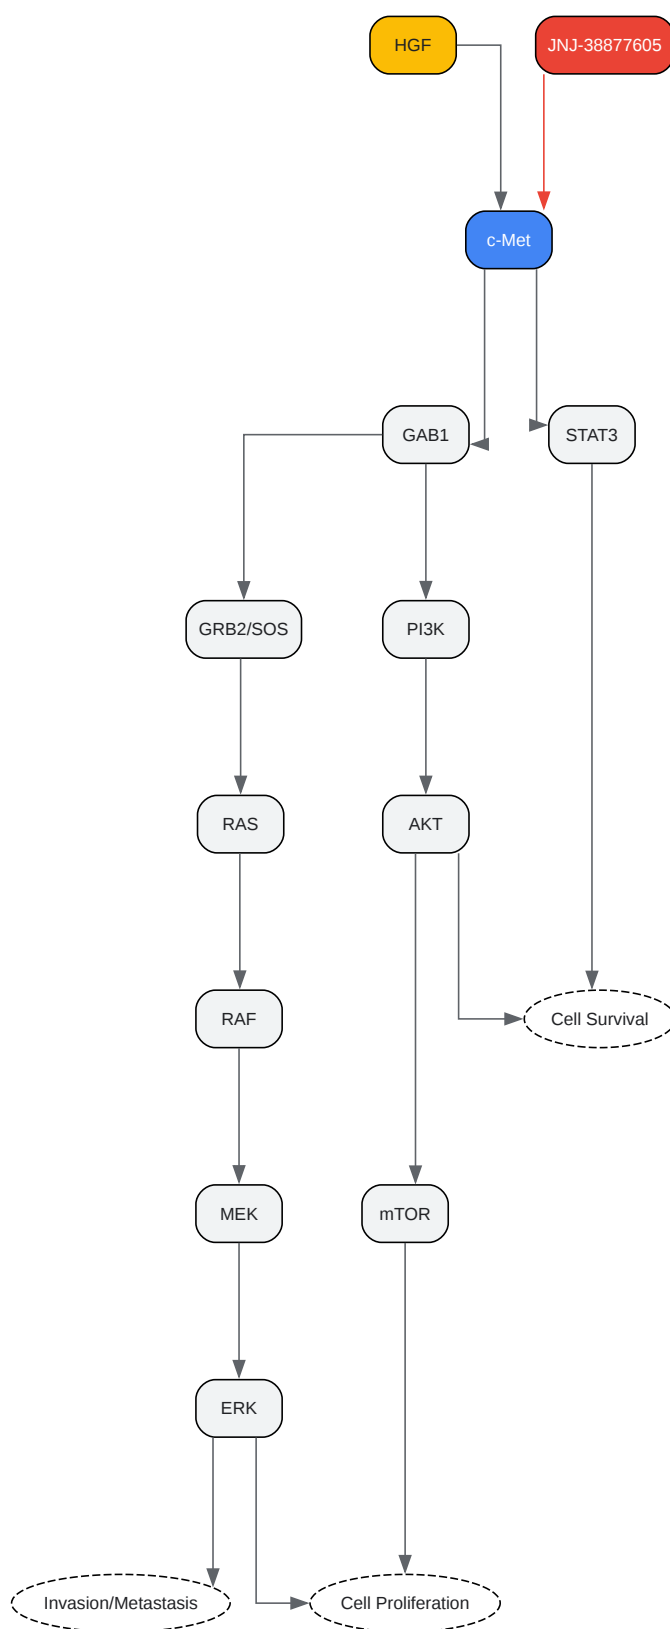 HGF
JNJ-38877605
c-Met
GAB1
STAT3
GRB2/SOS
PI3K
RAS
AKT
RAF
Cell Survival
MEK
mTOR
ERK
Invasion/Metastasis
Cell Proliferation